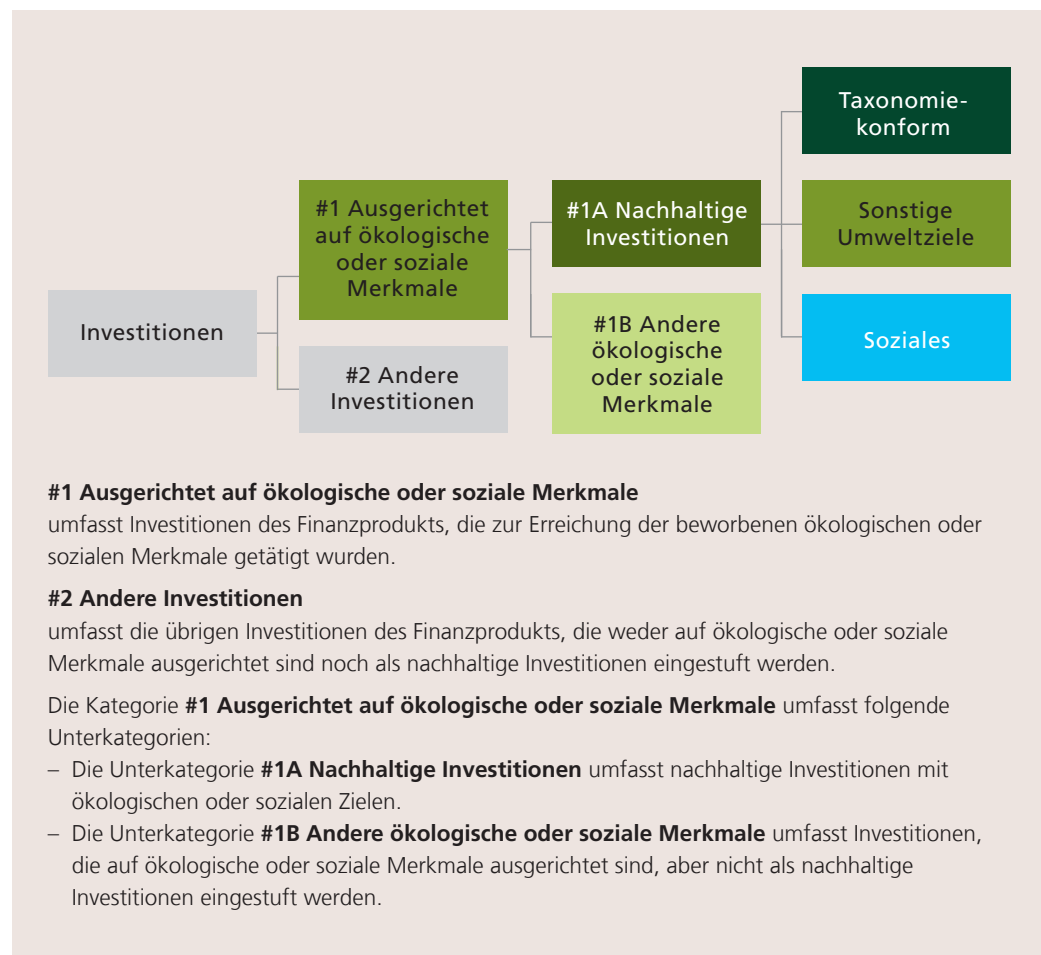 Taxonomie-
konform
#1 Ausgerichtet
auf ökologische
oder soziale
Merkmale
#1A Nachhaltige
Investitionen
Sonstige
Umweltziele
Investitionen
#2 Andere
Investitionen
#1B Andere
ökologische
oder soziale
Merkmale
Soziales
#1 Ausgerichtet auf ökologische oder soziale Merkmale
umfasst Investitionen des Finanzprodukts, die zur Erreichung der beworbenen ökologischen oder
sozialen Merkmale getätigt wurden.
#2 Andere Investitionen
umfasst die übrigen Investitionen des Finanzprodukts, die weder auf ökologische oder soziale
Merkmale ausgerichtet sind noch als nachhaltige Investitionen eingestuft werden.
Die Kategorie #1 Ausgerichtet auf ökologische oder soziale Merkmale umfasst folgende
Unterkategorien:
– Die Unterkategorie #1A Nachhaltige Investitionen umfasst nachhaltige Investitionen mit
ökologischen oder sozialen Zielen.
– Die Unterkategorie #1B Andere ökologische oder soziale Merkmale umfasst Investitionen,
die auf ökologische oder soziale Merkmale ausgerichtet sind, aber nicht als nachhaltige
Investitionen eingestuft werden.